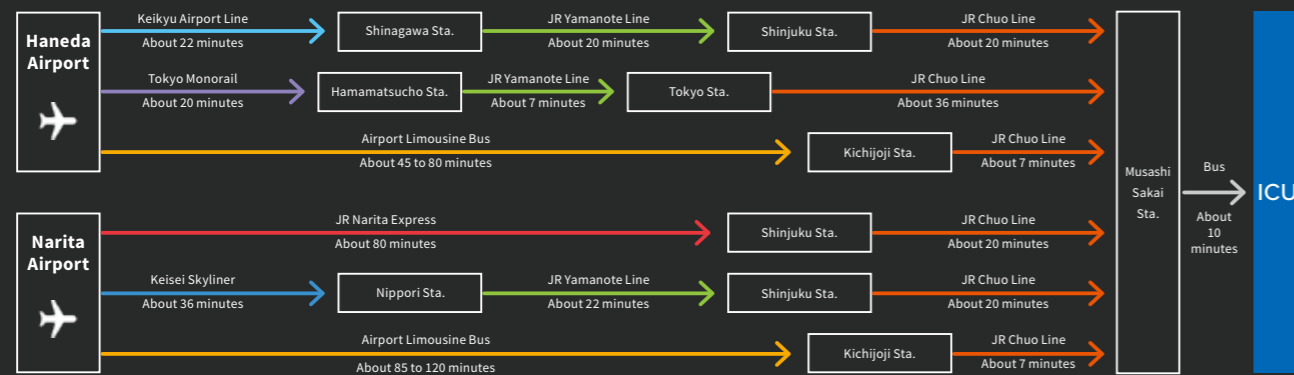 Haneda
Airport
Keikyu Airport Line
About 22 minutes
Shinagawa Sta.
JR Yamanote Line
About 20 minutes
Shinjuku Sta.
JR Chuo Line
About 20 minutes
Tokyo Monorail
About 20 minutes
Hamamatsucho Sta.
JR Yamanote Line
About 7 minutes
Tokyo Sta.
JR Chuo Line
About 36 minutes
Airport Limousine Bus
About 45 to 80 minutes
Kichijoji Sta.
JR Chuo Line
About 7 minutes
Narita
Airport
JR Narita Express
About 80 minutes
Shinjuku Sta.
JR Chuo Line
About 20 minutes
Keisei Skyliner
About 36 minutes
Nippori Sta.
JR Yamanote Line
About 22 minutes
Shinjuku Sta.
JR Chuo Line
About 20 minutes
Airport Limousine Bus
About 85 to 120 minutes
Kichijoji Sta.
JR Chuo Line
About 7 minutes
Musashi
Sakai
Sta.
Bus
About
10
minutes
ICU